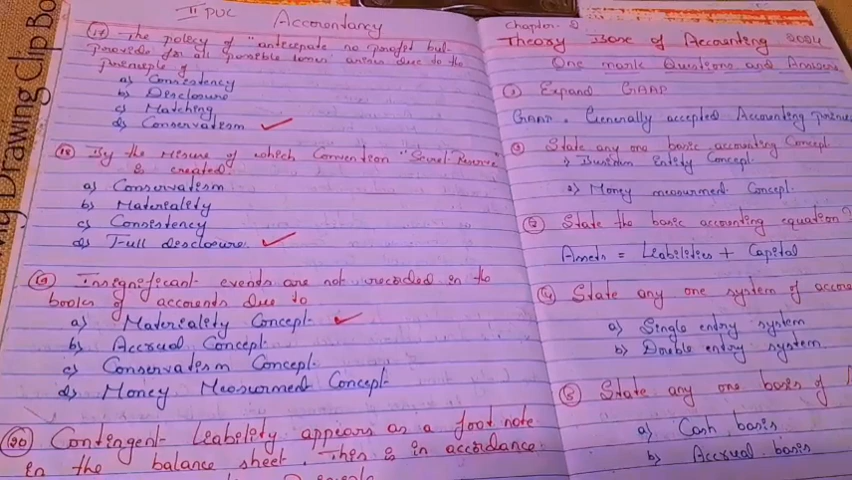 My Drawing Clip Bo
II PUC Accountancy
(17) The policy of "anticipate no profit but
provide for all possible losses arises due to the
principle of
a) Consistency
b) Disclosure
c) Matching
d) Conservatism ✓
(18) By the of which Convention "Secret Reserve"
is created.
a) Conservatism
b) Materiality
c) Consistency
d) Full disclosure. ✓
(19) Insignificant events are not recorded in the
books of accounts due to
a) Materiality Concept ✓
b) Accrual Concept
c) Conservatism Concept.
d) Money Measurment Concept
(20) Contingent Liability appears as a foot note
in the balance sheet. This is in accordance
Chapter - 2
Theory Base of Accounting 2024
One mark Questions and Answers
(1) Expand GAAP
GAAP = Generally accepted Accounting
State any one basic accounting Concept
1) Business Entity Concept.
2) Money measurment Concept.
State the basic accounting equation?
Assets = Liabilities + Capital
State any one system of
a) Single entry system
b) Double entry system
State any one basis of
a) Cash basis
b) Accrual basis